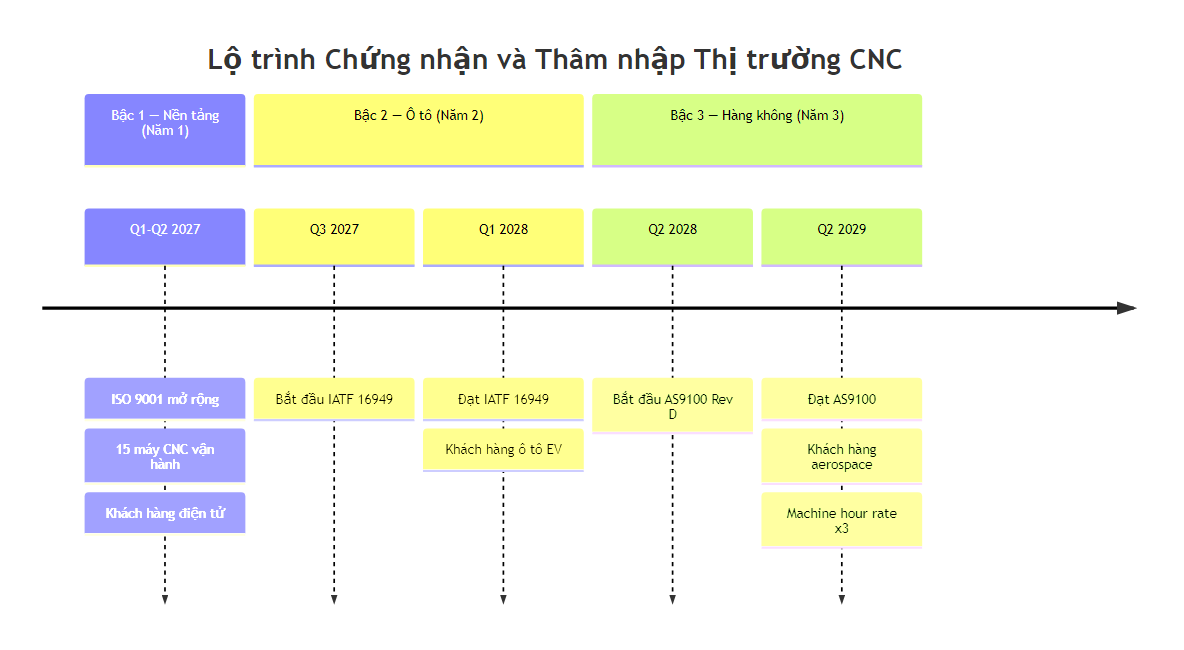 Lộ trình Chứng nhận và Thâm nhập Thị trường CNC
Bậc 1 — Nền tảng
(Năm 1)
Bậc 2 — Ô tô (Năm 2)
Bậc 3 — Hàng không (Năm 3)
Q1-Q2 2027
Q3 2027
Q1 2028
Q2 2028
Q2 2029
ISO 9001 mở rộng
15 máy CNC vận
hành
Khách hàng điện tử
Bắt đầu IATF 16949
Đạt IATF 16949
Khách hàng ô tô EV
Bắt đầu AS9100 Rev
D
Đạt AS9100
Khách hàng
aerospace
Machine hour rate
x3